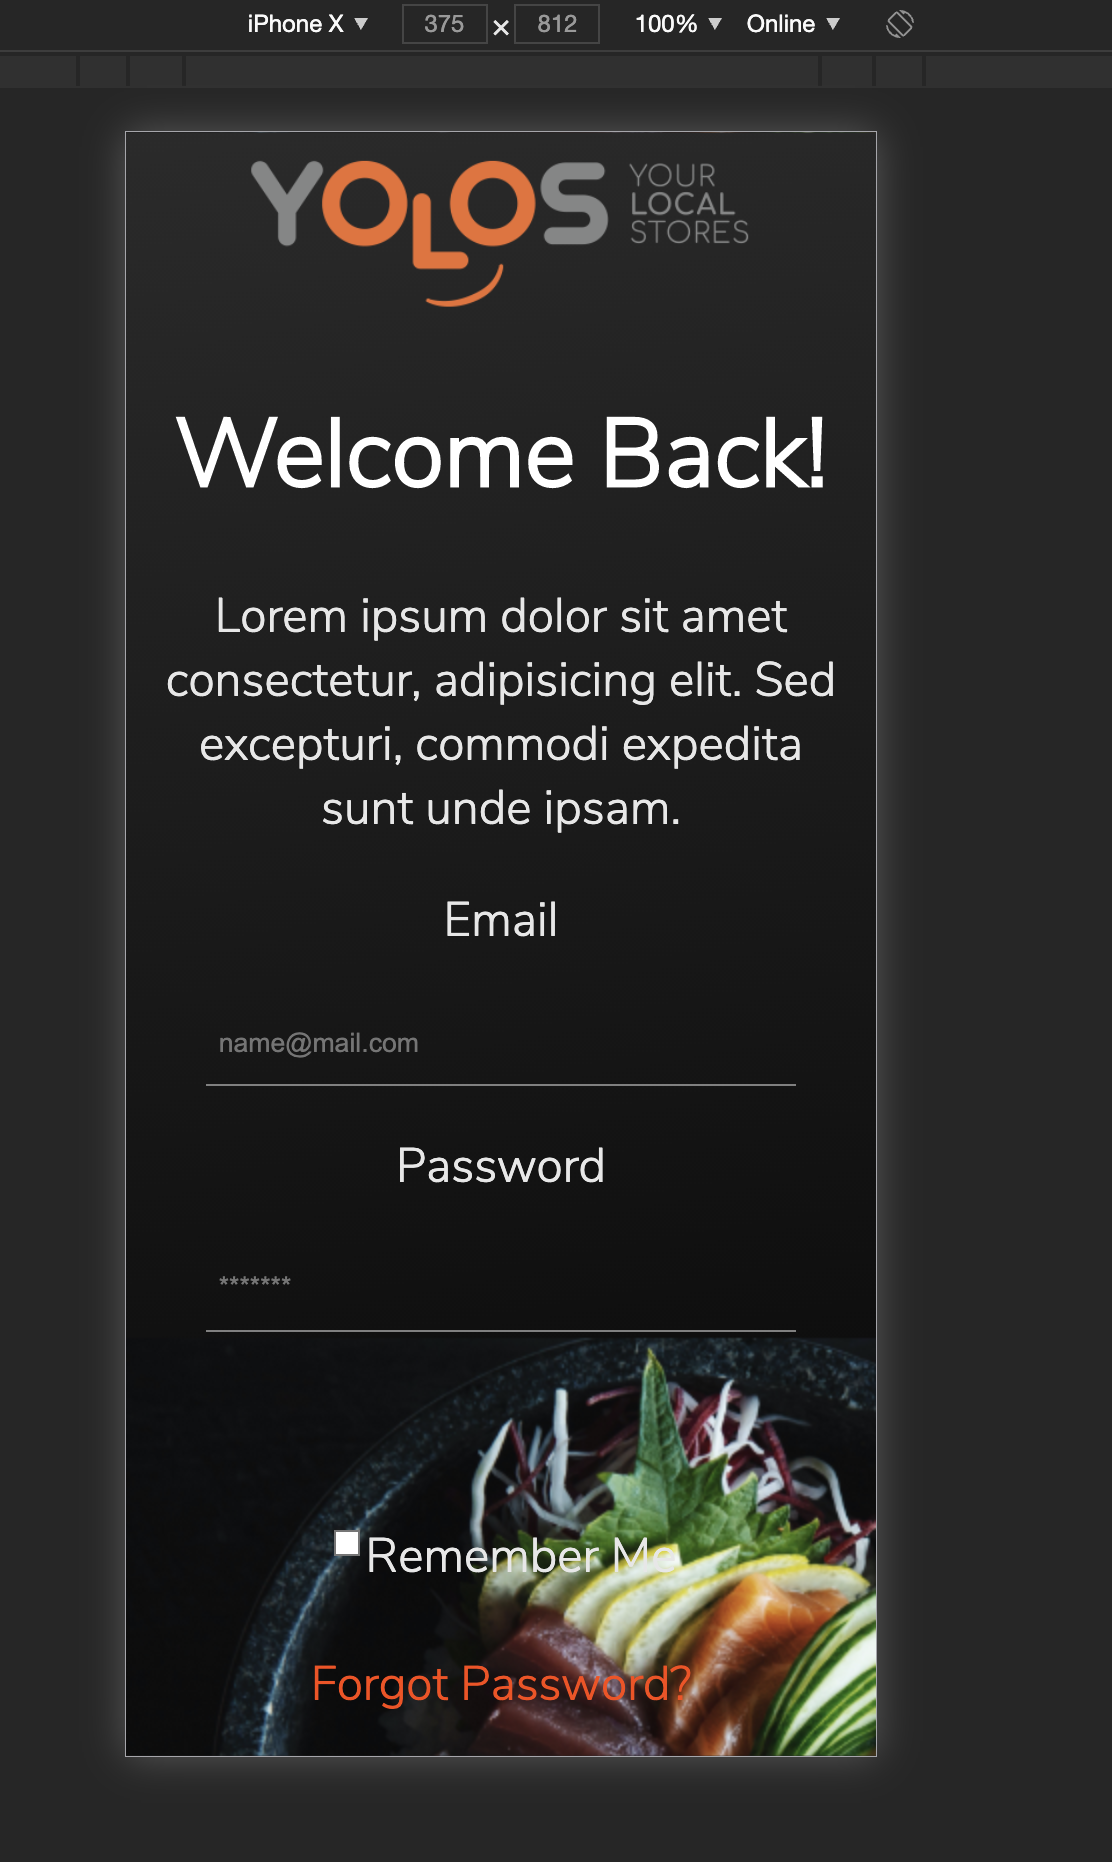 iPhone X ▼ 375 × 812 100% ▼ Online ▼
YOLOS
YOUR
LOCAL
STORES
Welcome Back!
Lorem ipsum dolor sit amet
consectetur, adipisicing elit. Sed
excepturi, commodi expedita
sunt unde ipsam.
Email
name@mail.com
Password
*******
Remember Me
Forgot Password?